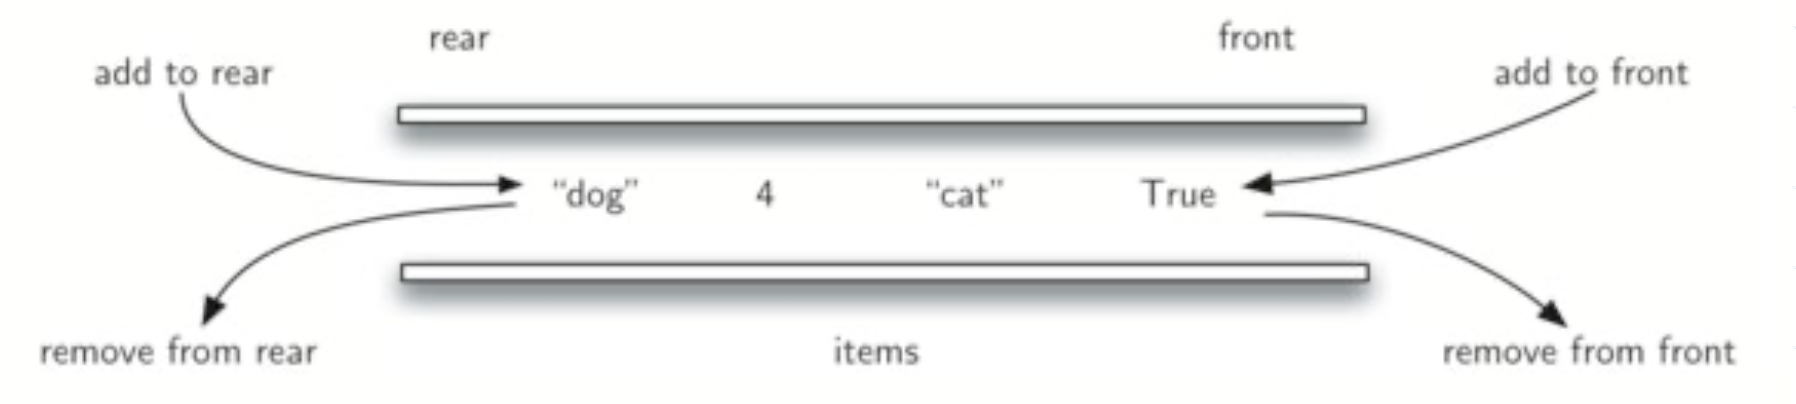 rear
front
add to rear
add to front
“dog”
4
“cat”
True
remove from rear
items
remove from front